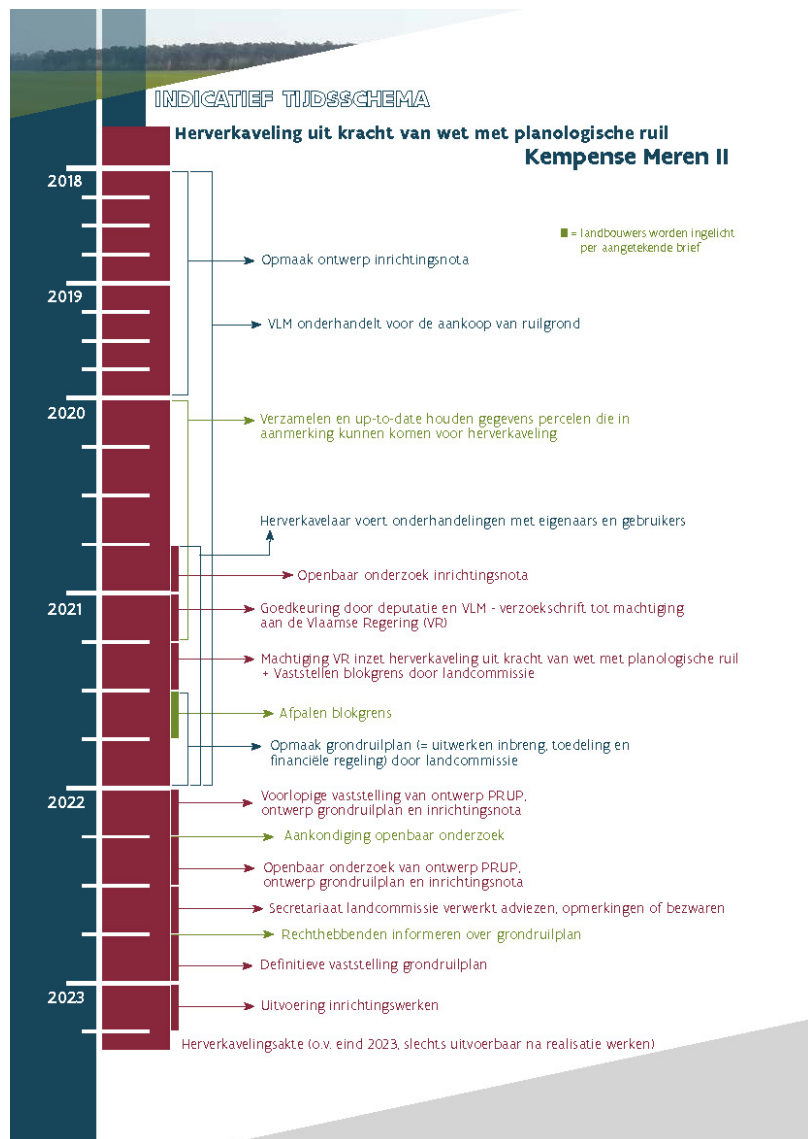 INDICATIEF TIJDSSCHEMA
Herverkaveling uit kracht van wet met planologische ruil
Kempense Meren II
2018
= landbouwers worden ingelicht
per aangetekende brief
Opmaak ontwerp inrichtingsnota
2019
VLM onderhandelt voor de aankoop van ruilgrond
2020
Verzamelen en up-to-date houden gegevens percelen die in
aanmerking kunnen komen voor herverkaveling
Herverkavelaar voert onderhandelingen met eigenaars en gebruikers
Openbaar onderzoek inrichtingsnota
2021
Goedkeuring door deputatie en VLM - verzoekschrift tot machtiging
aan de Vlaamse Regering (VR)
Machtiging VR inzet herverkaveling uit kracht van wet met planologische ruil
+ Vaststellen blokgrens door landcommissie
Afpalen blokgrens
Opmaak grondruilplan (= uitwerken inbreng, toedeling en
financiële regeling) door landcommissie
2022
Voorlopige vaststelling van ontwerp PRUP,
ontwerp grondruilplan en inrichtingsnota
Aankondiging openbaar onderzoek
Openbaar onderzoek van ontwerp PRUP,
ontwerp grondruilplan en inrichtingsnota
Secretariaat landcommissie verwerkt adviezen, opmerkingen of bezwaren
Rechthebbenden informeren over grondruilplan
Definitieve vaststelling grondruilplan
2023
Uitvoering inrichtingswerken
Herverkavelingsakte (o.v. eind 2023, slechts uitvoerbaar na realisatie werken)